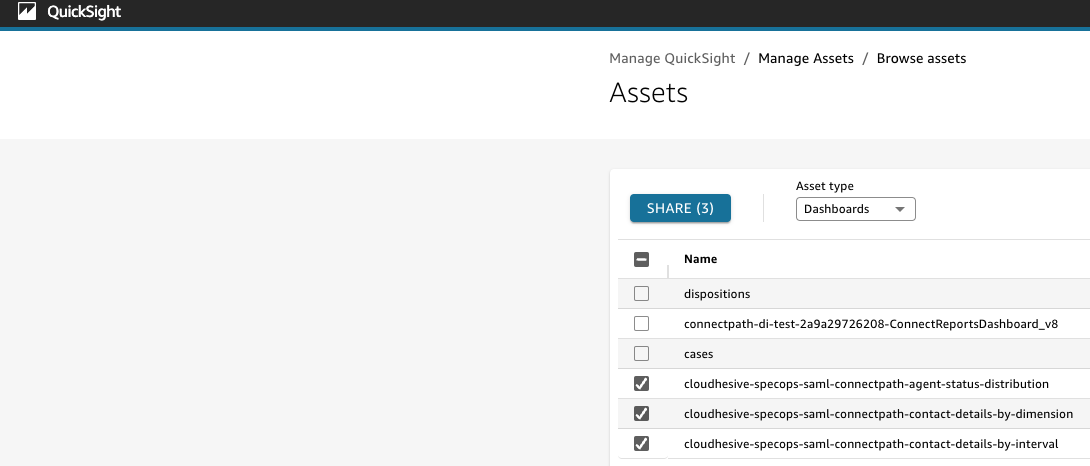 QuickSight
Manage QuickSight / Manage Assets / Browse assets
Assets
Asset type
SHARE (3)
Dashboards
Name
dispositions
connectpath-di-test-2a9a29726208-ConnectReportsDashboard_v8
cases
cloudhesive-specops-saml-connectpath-agent-status-distribution
cloudhesive-specops-saml-connectpath-contact-details-by-dimension
cloudhesive-specops-saml-connectpath-contact-details-by-interval